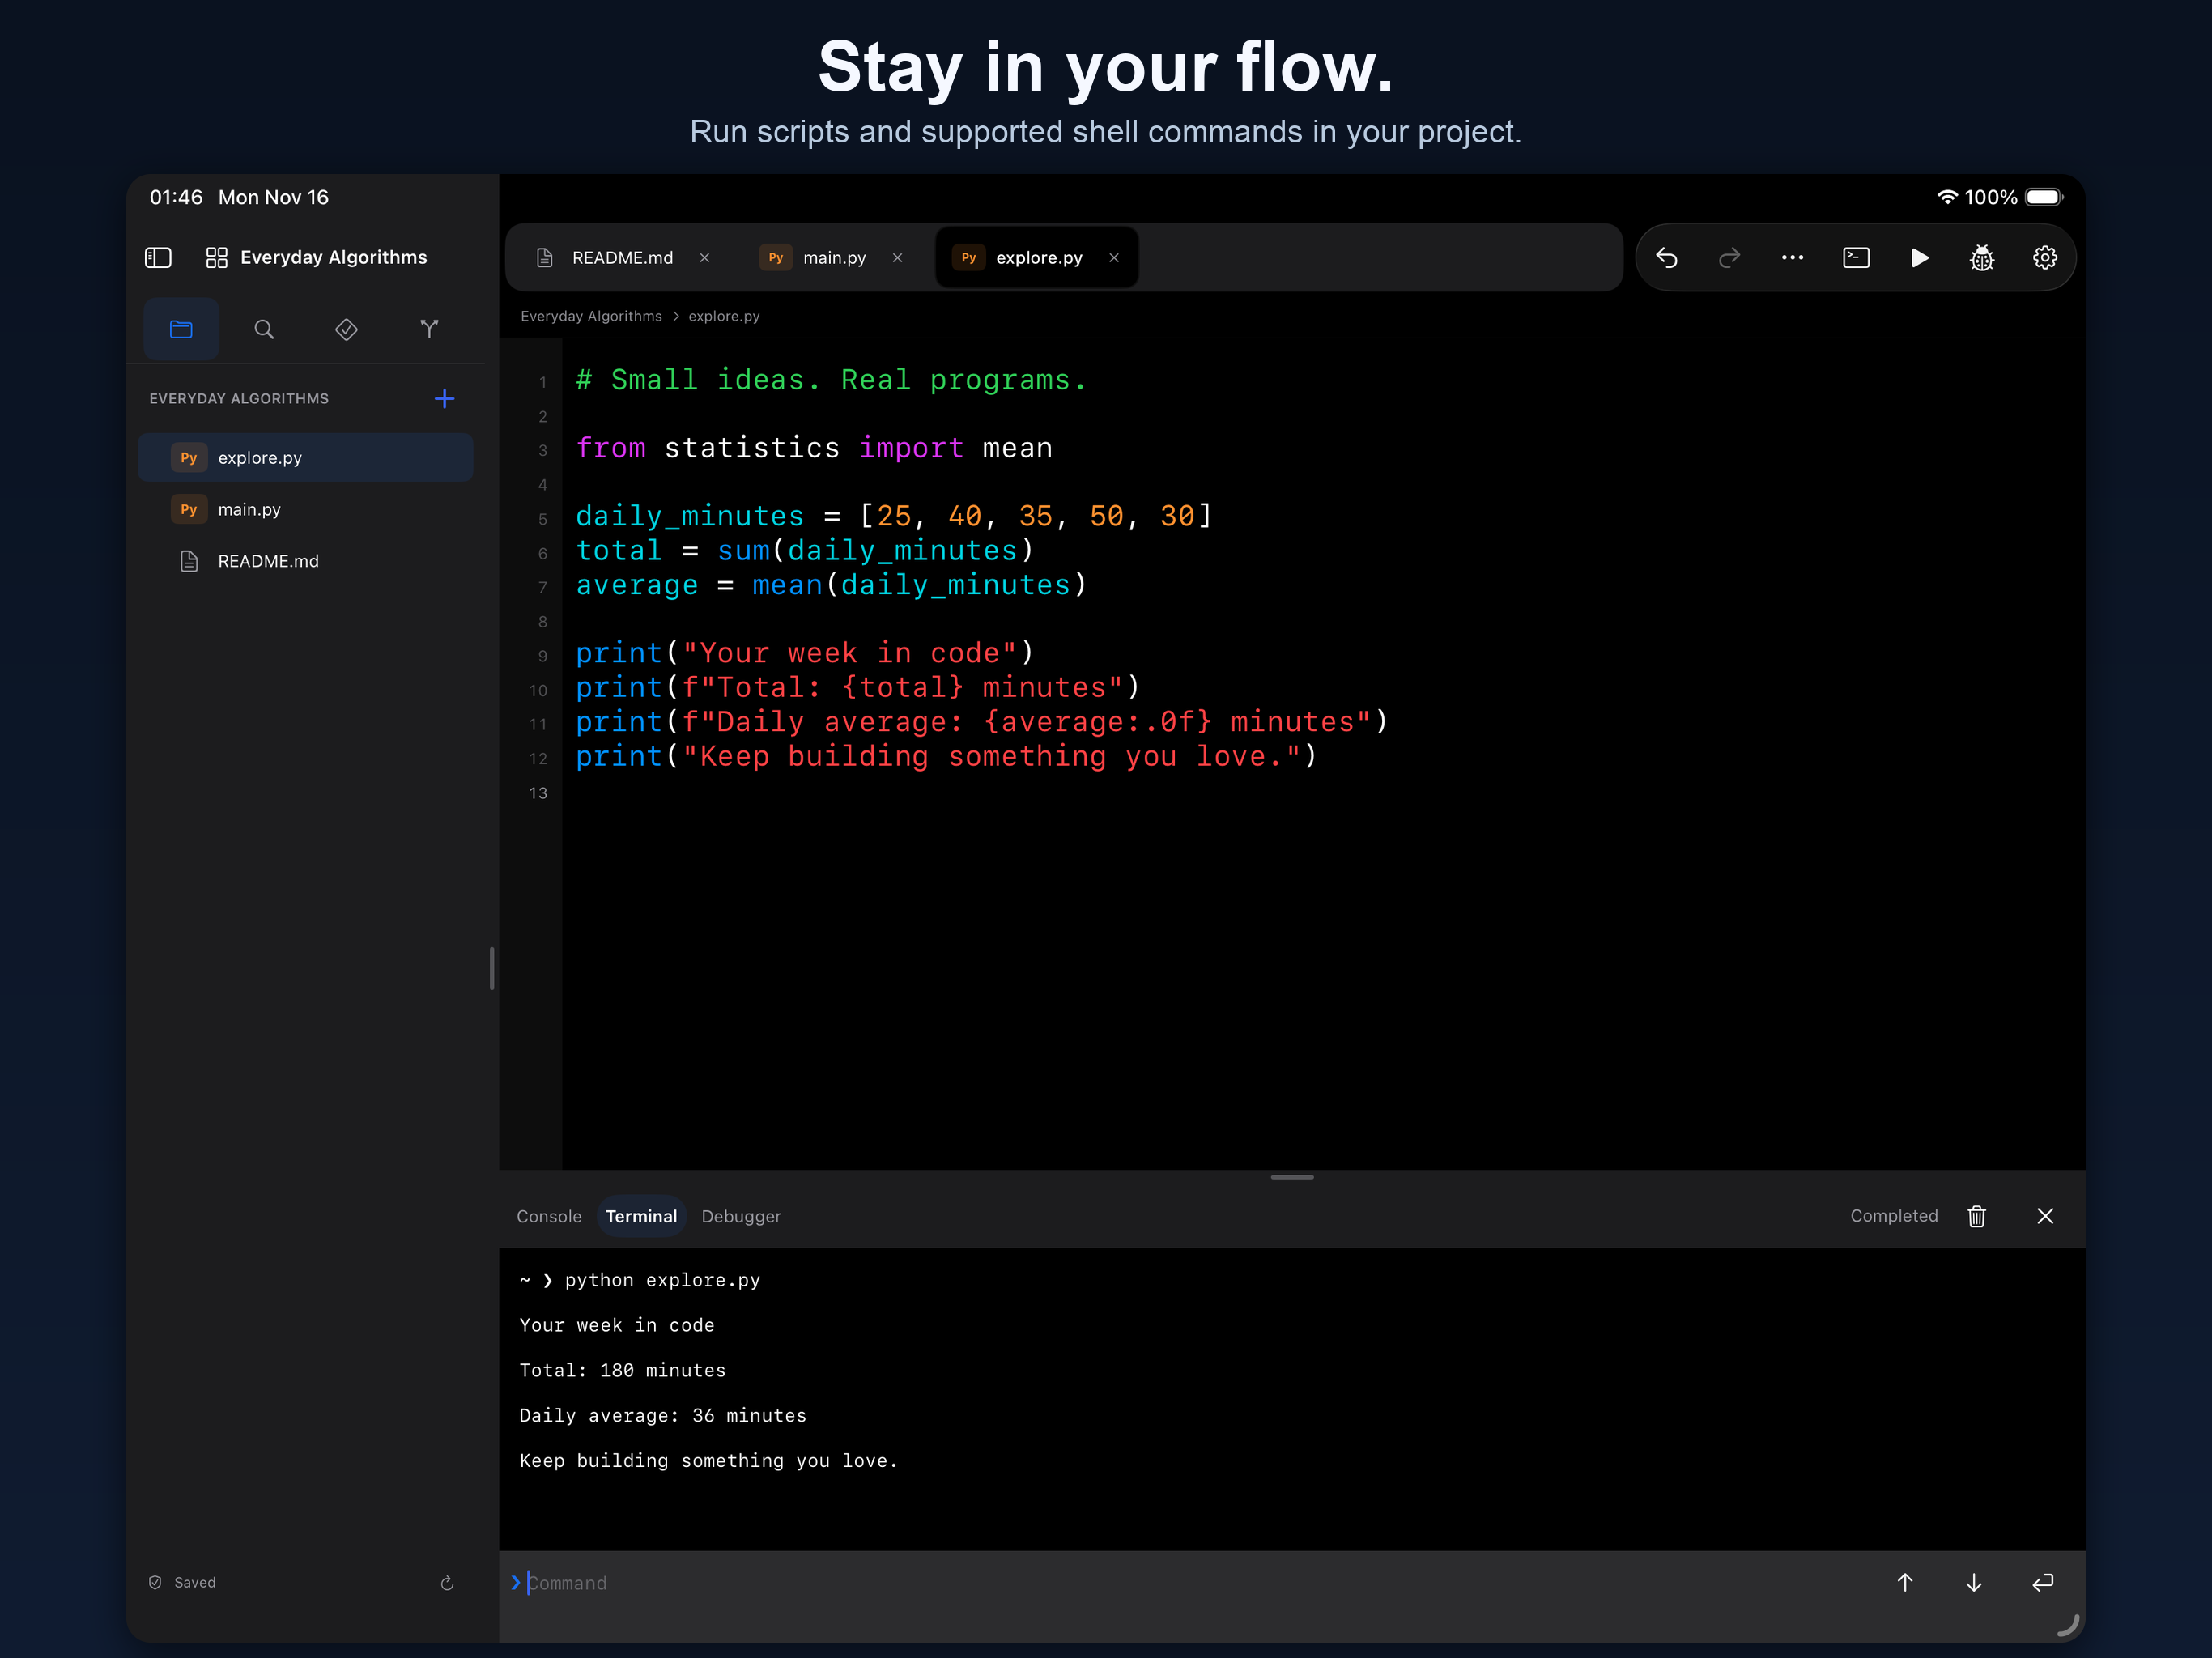 Stay in your flow.
Run scripts and supported shell commands in your project.
01:46 Mon Nov 16
100%
Everyday Algorithms
README.md
Py main.py
Py explore.py
Everyday Algorithms > explore.py
EVERYDAY ALGORITHMS
Py explore.py
Py main.py
README.md
1 # Small ideas. Real programs.
2
3 from statistics import mean
4
5 daily_minutes = [25, 40, 35, 50, 30]
6 total = sum(daily_minutes)
7 average = mean(daily_minutes)
8
9 print("Your week in code")
10 print(f"Total: {total} minutes")
11 print(f"Daily average: {average:.0f} minutes")
12 print("Keep building something you love.")
13
Console Terminal Debugger
Completed
~ ❯ python explore.py
Your week in code
Total: 180 minutes
Daily average: 36 minutes
Keep building something you love.
Saved
❯ Command